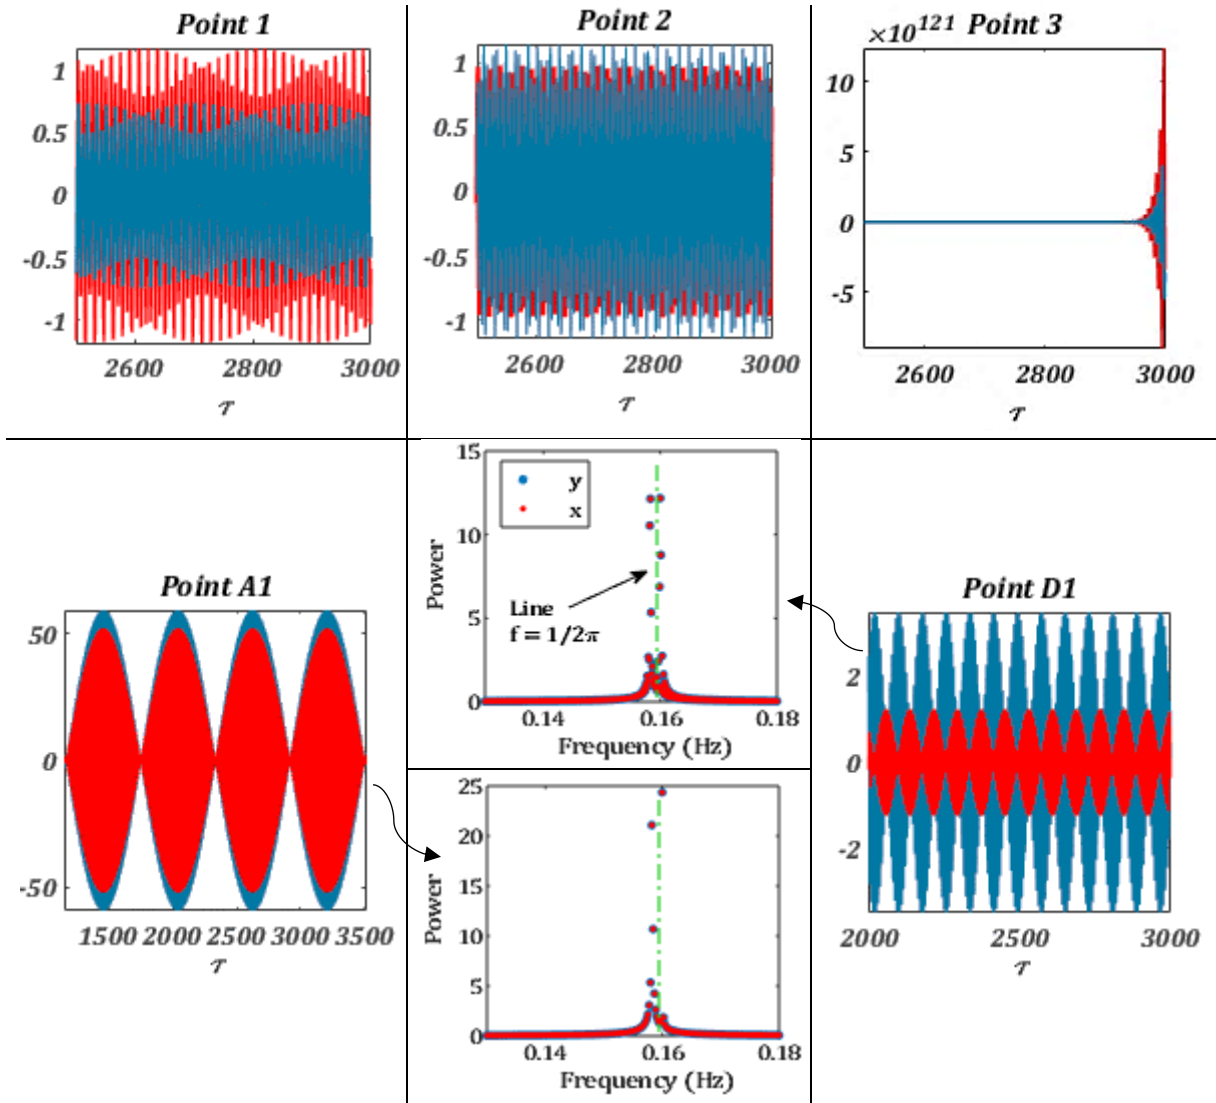 Point 1
1
0.5
0
-0.5
-1
2600 2800 3000
τ
Point 2
1
0.5
0
-0.5
-1
2600 2800 3000
τ
×10^121 Point 3
10
5
0
-5
2600 2800 3000
τ
Point A1
50
0
-50
1500 2000 2500 3000 3500
τ
15
10
5
0
Power
y
x
Line
f = 1/2π
0.14 0.16 0.18
Frequency (Hz)
25
20
15
10
5
0
Power
0.14 0.16 0.18
Frequency (Hz)
Point D1
2
0
-2
2000 2500 3000
τ